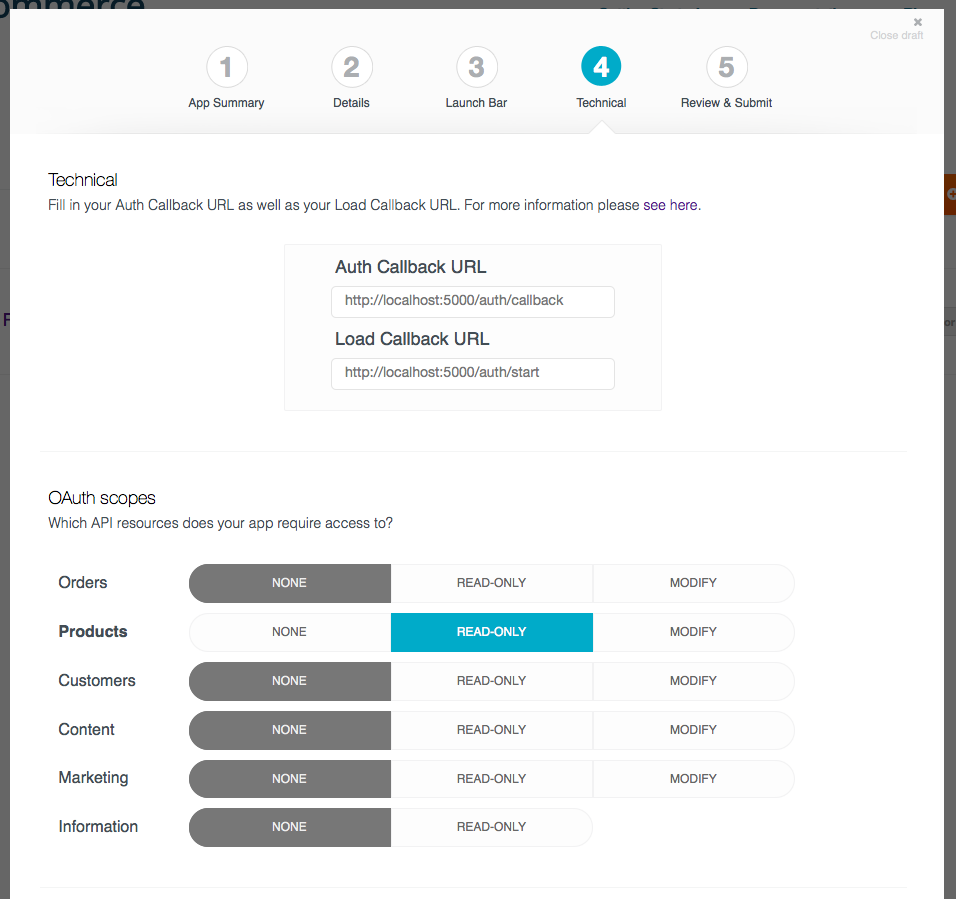 ommerce
✖
Close draft
1 2 3 4 5
App Summary Details Launch Bar Technical Review & Submit
Technical
Fill in your Auth Callback URL as well as your Load Callback URL. For more information please see here.
Auth Callback URL
http://localhost:5000/auth/callback
Load Callback URL
http://localhost:5000/auth/start
OAuth scopes
Which API resources does your app require access to?
Orders NONE READ-ONLY MODIFY
Products NONE READ-ONLY MODIFY
Customers NONE READ-ONLY MODIFY
Content NONE READ-ONLY MODIFY
Marketing NONE READ-ONLY MODIFY
Information NONE READ-ONLY